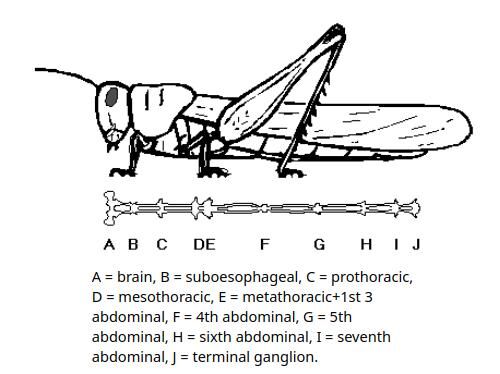 A B C DE F G H I J
A = brain, B = suboesophageal, C = prothoracic,
D = mesothoracic, E = metathoracic+1st 3
abdominal, F = 4th abdominal, G = 5th
abdominal, H = sixth abdominal, I = seventh
abdominal, J = terminal ganglion.